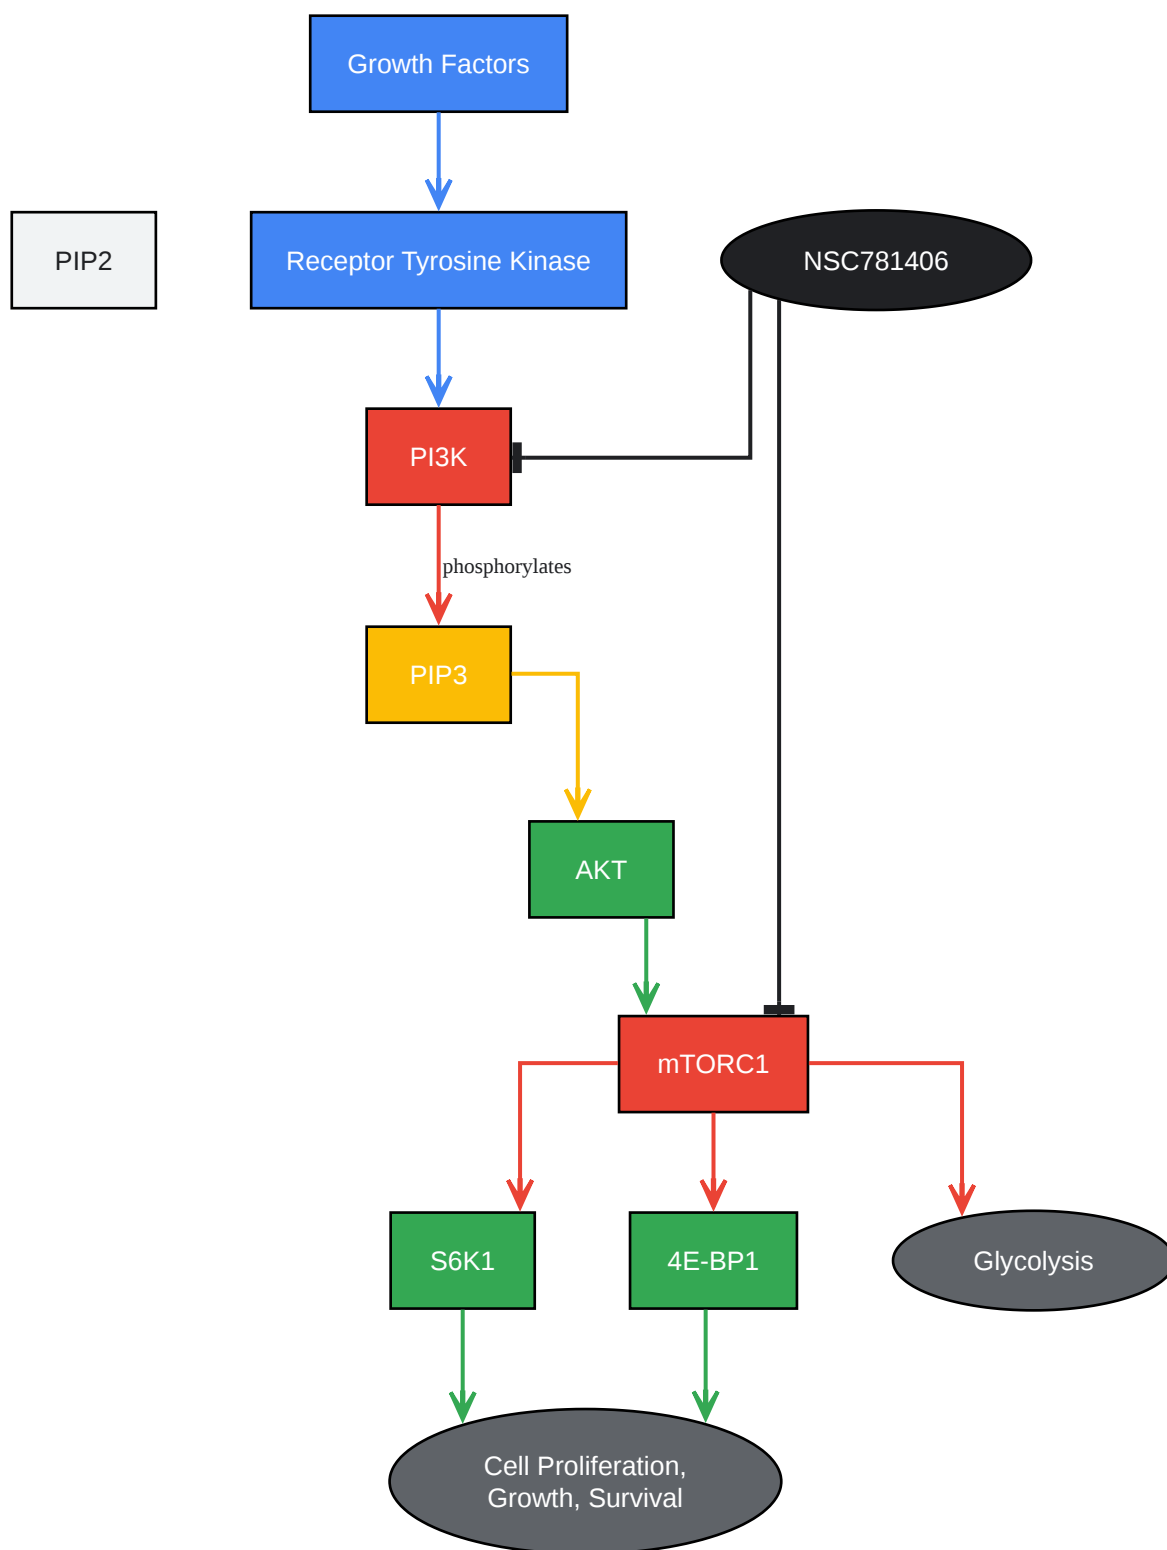 Growth Factors
PIP2
Receptor Tyrosine Kinase
NSC781406
PI3K
phosphorylates
PIP3
AKT
mTORC1
S6K1
4E-BP1
Glycolysis
Cell Proliferation,
Growth, Survival